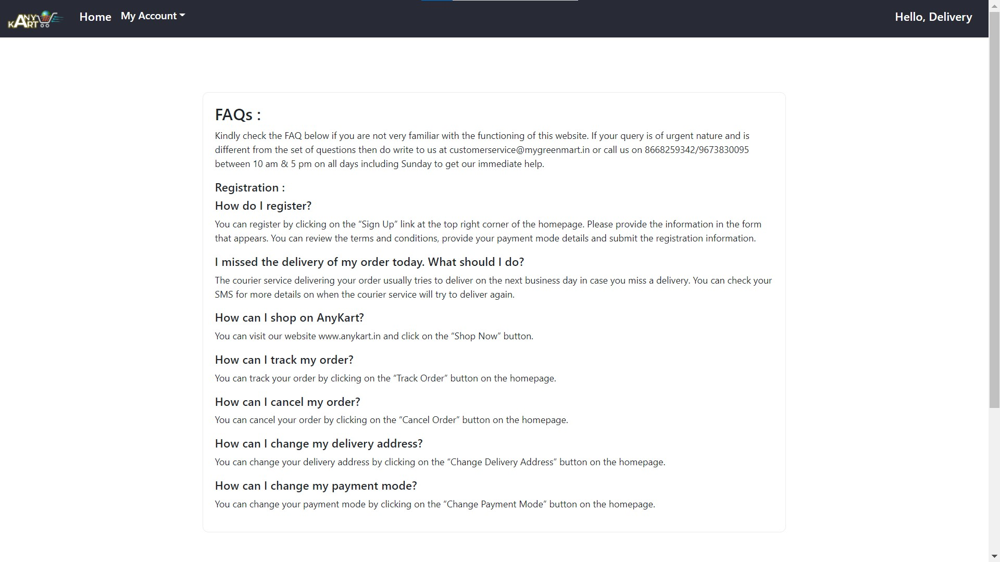 ANY
KART
Home
My Account
Hello, Delivery
FAQs :
Kindly check the FAQ below if you are not very familiar with the functioning of this website. If your query is of urgent nature and is
different from the set of questions then do write to us at customerservice@mygreenmart.in or call us on 8668259342/9673830095
between 10 am & 5 pm on all days including Sunday to get our immediate help.
Registration :
How do I register?
You can register by clicking on the “Sign Up” link at the top right corner of the homepage. Please provide the information in the form
that appears. You can review the terms and conditions, provide your payment mode details and submit the registration information.
I missed the delivery of my order today. What should I do?
The courier service delivering your order usually tries to deliver on the next business day in case you miss a delivery. You can check your
SMS for more details on when the courier service will try to deliver again.
How can I shop on AnyKart?
You can visit our website www.anykart.in and click on the “Shop Now” button.
How can I track my order?
You can track your order by clicking on the “Track Order” button on the homepage.
How can I cancel my order?
You can cancel your order by clicking on the “Cancel Order” button on the homepage.
How can I change my delivery address?
You can change your delivery address by clicking on the “Change Delivery Address” button on the homepage.
How can I change my payment mode?
You can change your payment mode by clicking on the “Change Payment Mode” button on the homepage.